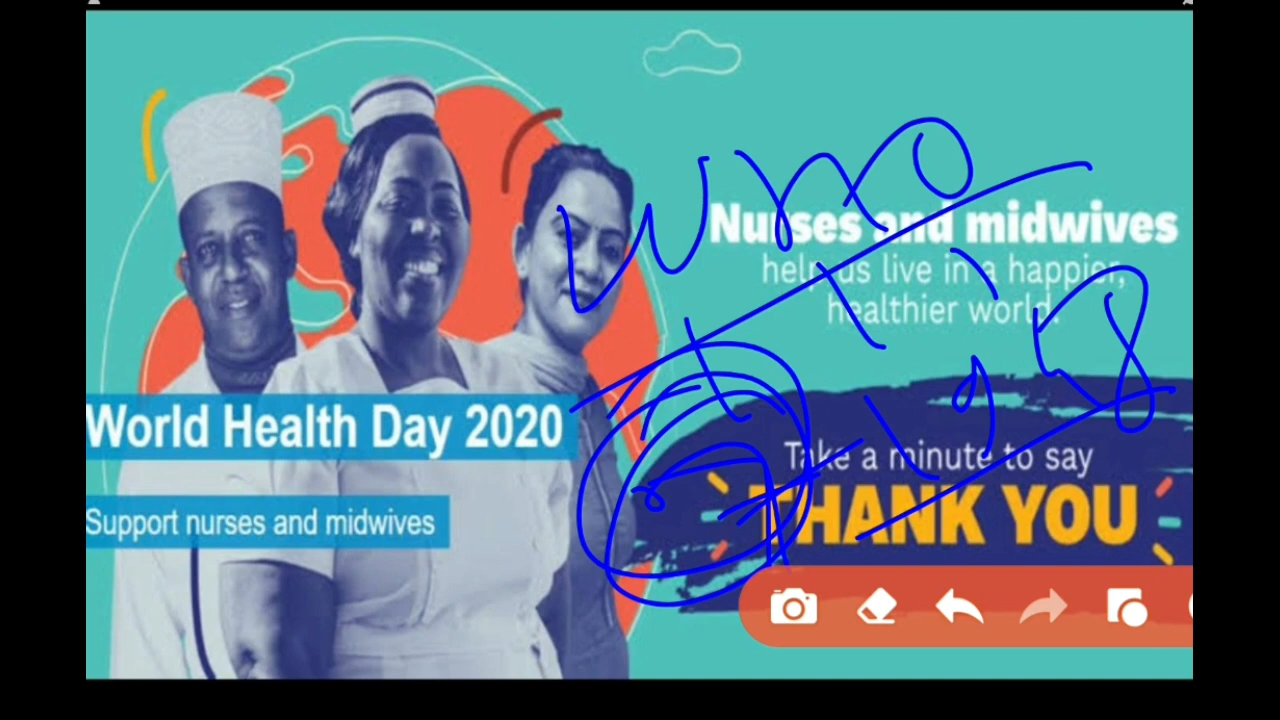 WHO
Nurses and midwives
help us live in a happier,
healthier world.
World Health Day 2020
Support nurses and midwives
Take a minute to say
THANK YOU